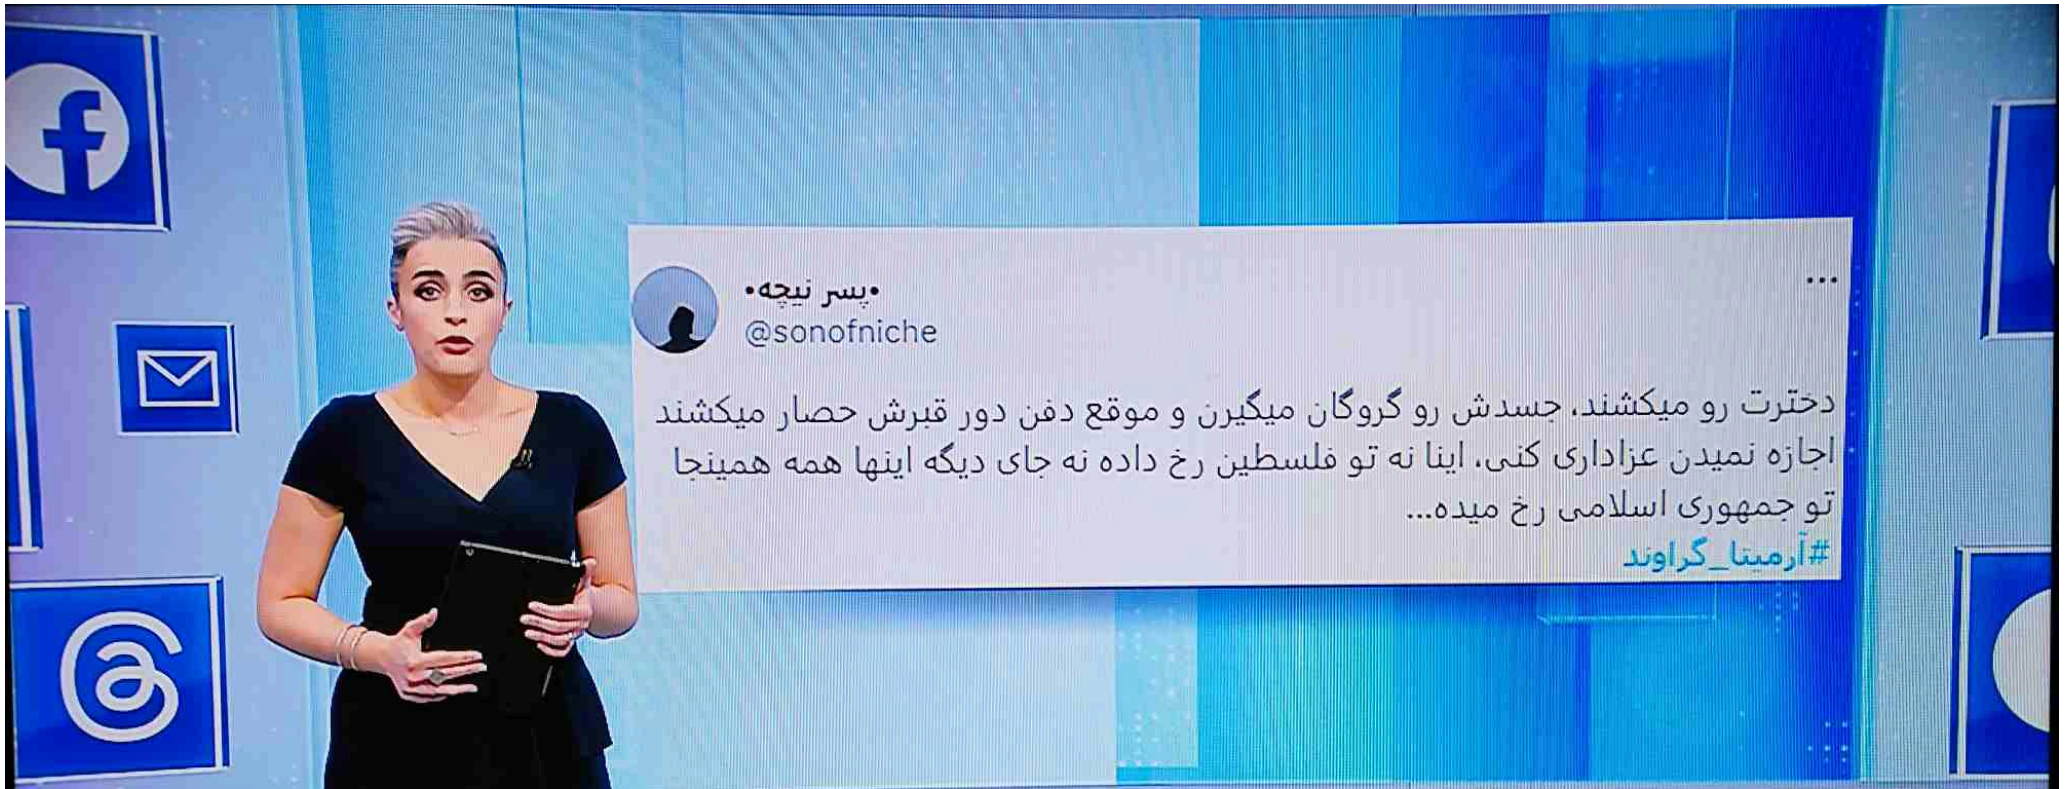 •پسر نیچه•
@sonofniche
...
دخترت رو میکشند، جسدش رو گروگان میگیرن و موقع دفن دور قبرش حصار میکشند
اجازه نمیدن عزاداری کنی، اینا نه تو فلسطین رخ داده نه جای دیگه اینها همه همینجا
تو جمهوری اسلامی رخ میده...
#آرمیتا_گراوند